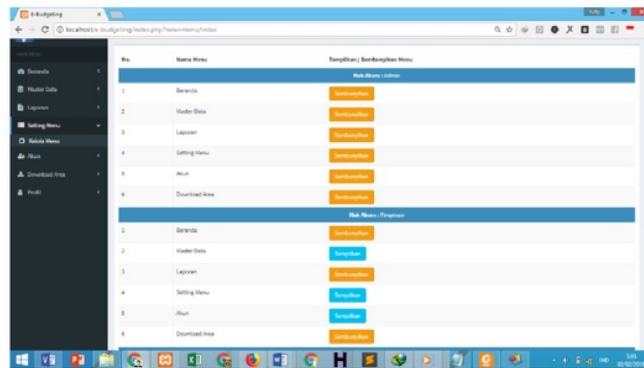 E-Budgeting
localhost/e-budgeting/index.php?
No. Nama Menu Tampilkan / Sembunyikan Menu
Hak Akses : Admin
1 Beranda Sembunyikan
2 Master Data Sembunyikan
3 Laporan Sembunyikan
4 Setting Menu Sembunyikan
5 Akun Sembunyikan
6 Download Area Sembunyikan
Hak Akses : Pimpinan
1 Beranda Sembunyikan
2 Master Data Tampilkan
3 Laporan Sembunyikan
4 Setting Menu Tampilkan
5 Akun Tampilkan
6 Download Area Sembunyikan
Beranda
Master Data
Laporan
Setting Menu
Kelola Menu
Akun
Download Area
Profil